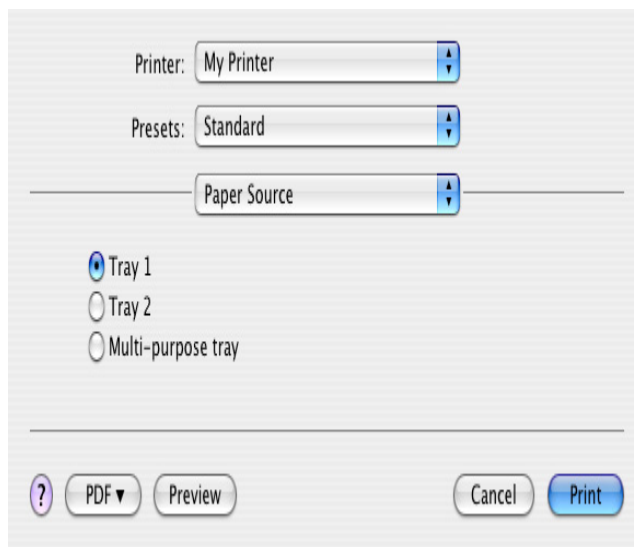 Printer: My Printer
Presets: Standard
Paper Source
Tray 1
Tray 2
Multi-purpose tray
? PDF▼ Preview Cancel Print